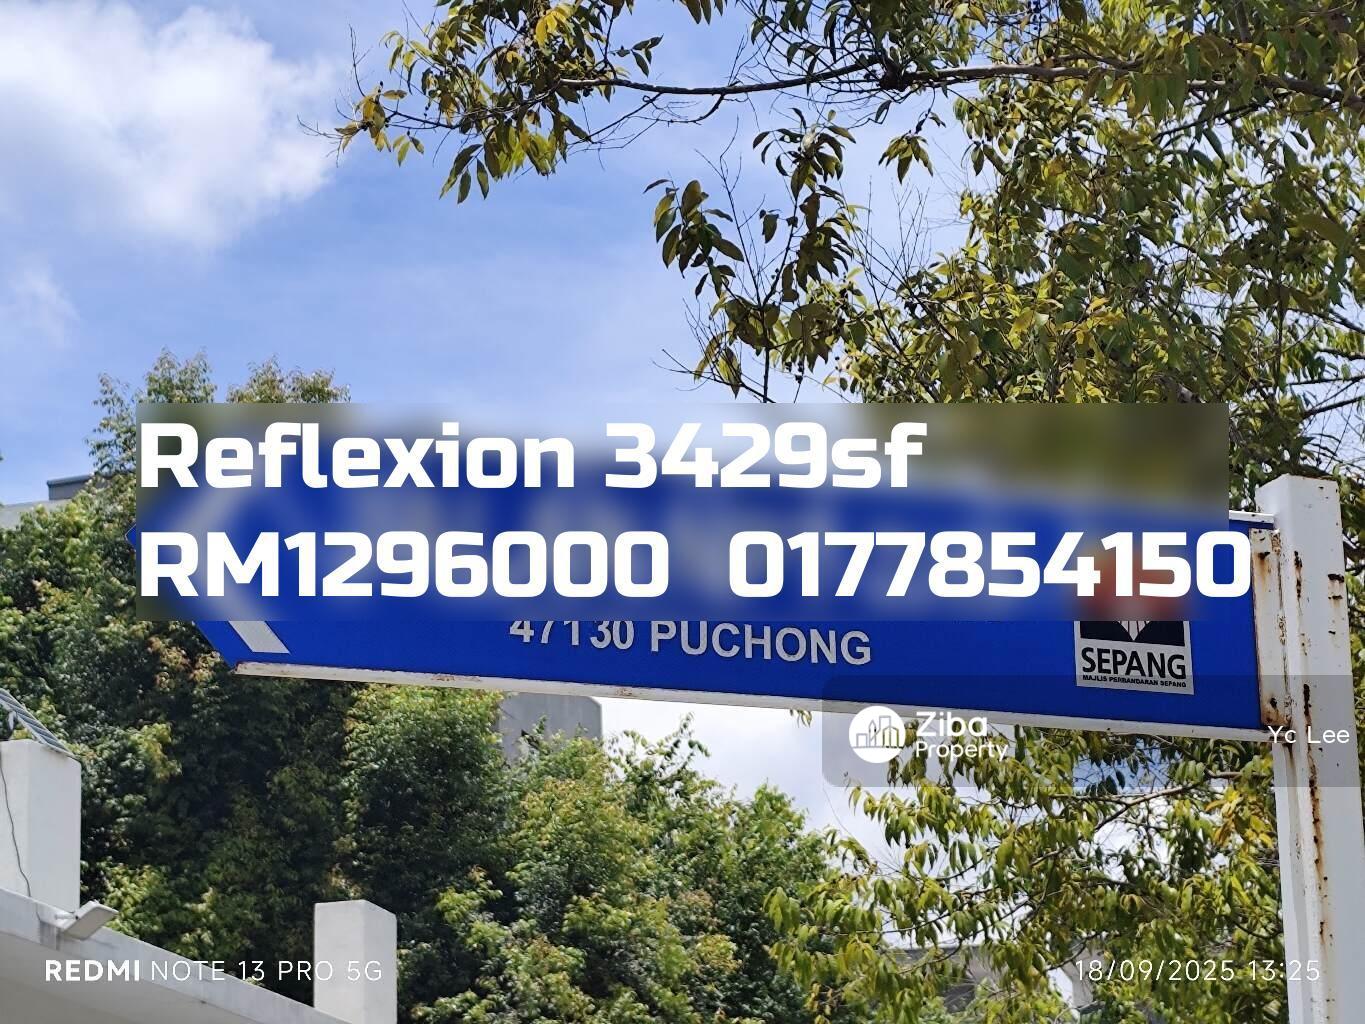 Reflexion 3429sf
RM1296000 0177854150
47130 PUCHONG
SEPANG
MAJLIS PERBANDARAN SEPANG
Ziba
Property
Yc Lee
REDMI NOTE 13 PRO 5G
18/09/2025 13:25